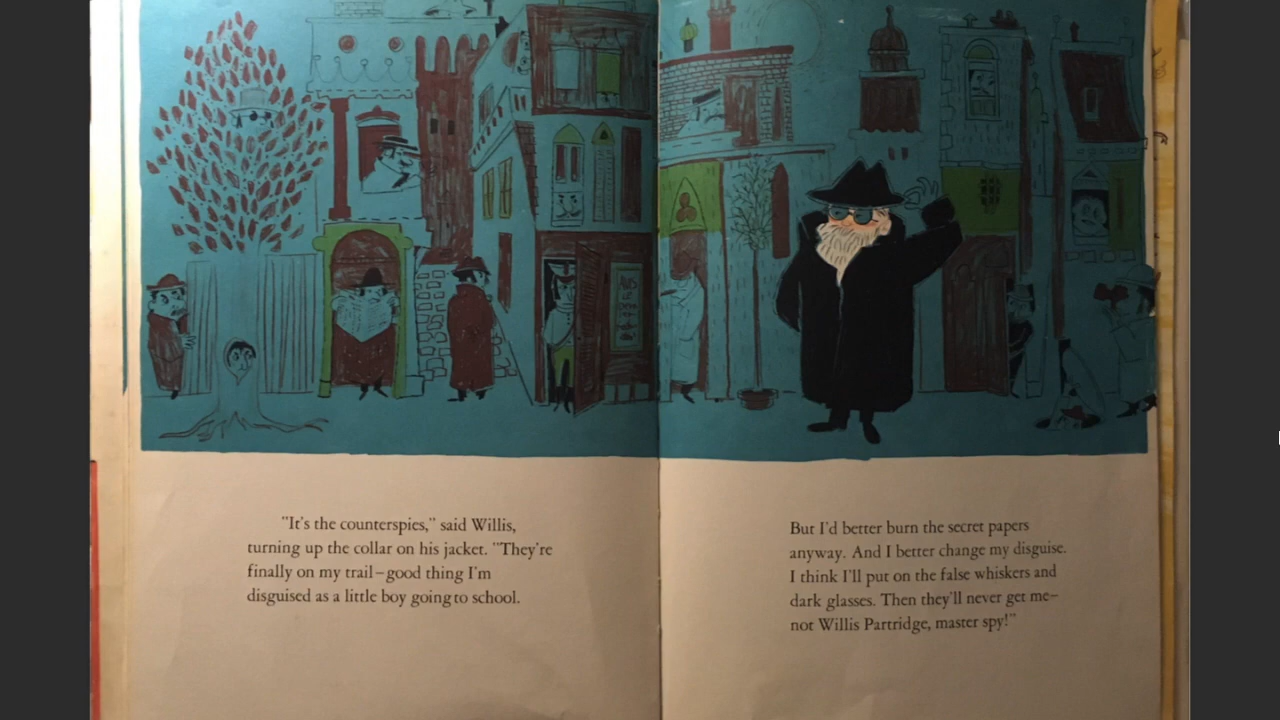 "It's the counterspies," said Willis,
turning up the collar on his jacket. "They're
finally on my trail–good thing I'm
disguised as a little boy going to school.
But I'd better burn the secret papers
anyway. And I better change my disguise.
I think I'll put on the false whiskers and
dark glasses. Then they'll never get me–
not Willis Partridge, master spy!"